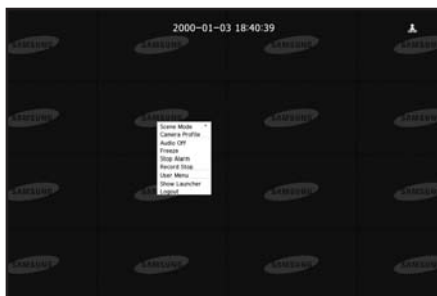 2000-01-03 18:40:39
SAMSUNG SAMSUNG SAMSUNG SAMSUNG
SAMSUNG SAMSUNG SAMSUNG SAMSUNG
Scene Mode
Camera Profile
Audio Off
Freeze
Stop Alarm
Record Stop
User Menu
Show Launcher
Logout
SAMSUNG SAMSUNG SAMSUNG SAMSUNG
SAMSUNG SAMSUNG SAMSUNG SAMSUNG